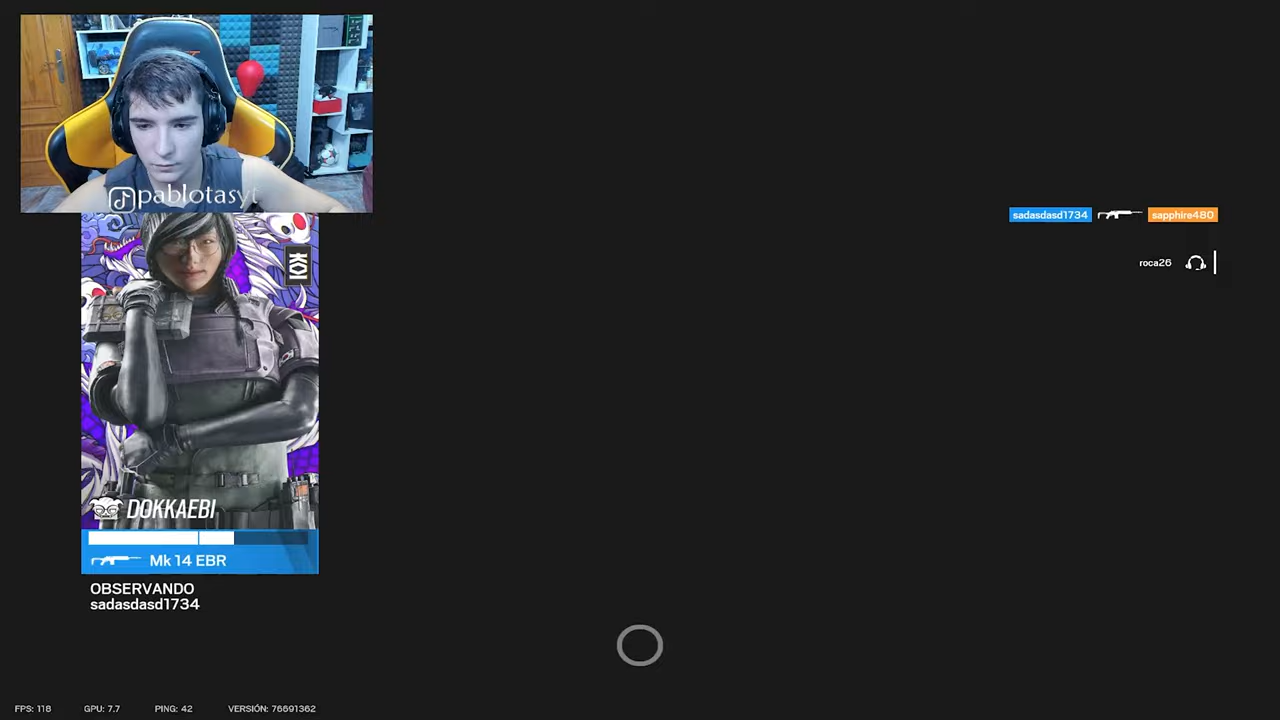 pablotasyt
sadasdasd1734 sapphire480
roca26
KOI
DOKKAEBI
Mk 14 EBR
OBSERVANDO
sadasdasd1734
FPS: 118 GPU: 7.7 PING: 42 VERSIÓN: 76691362